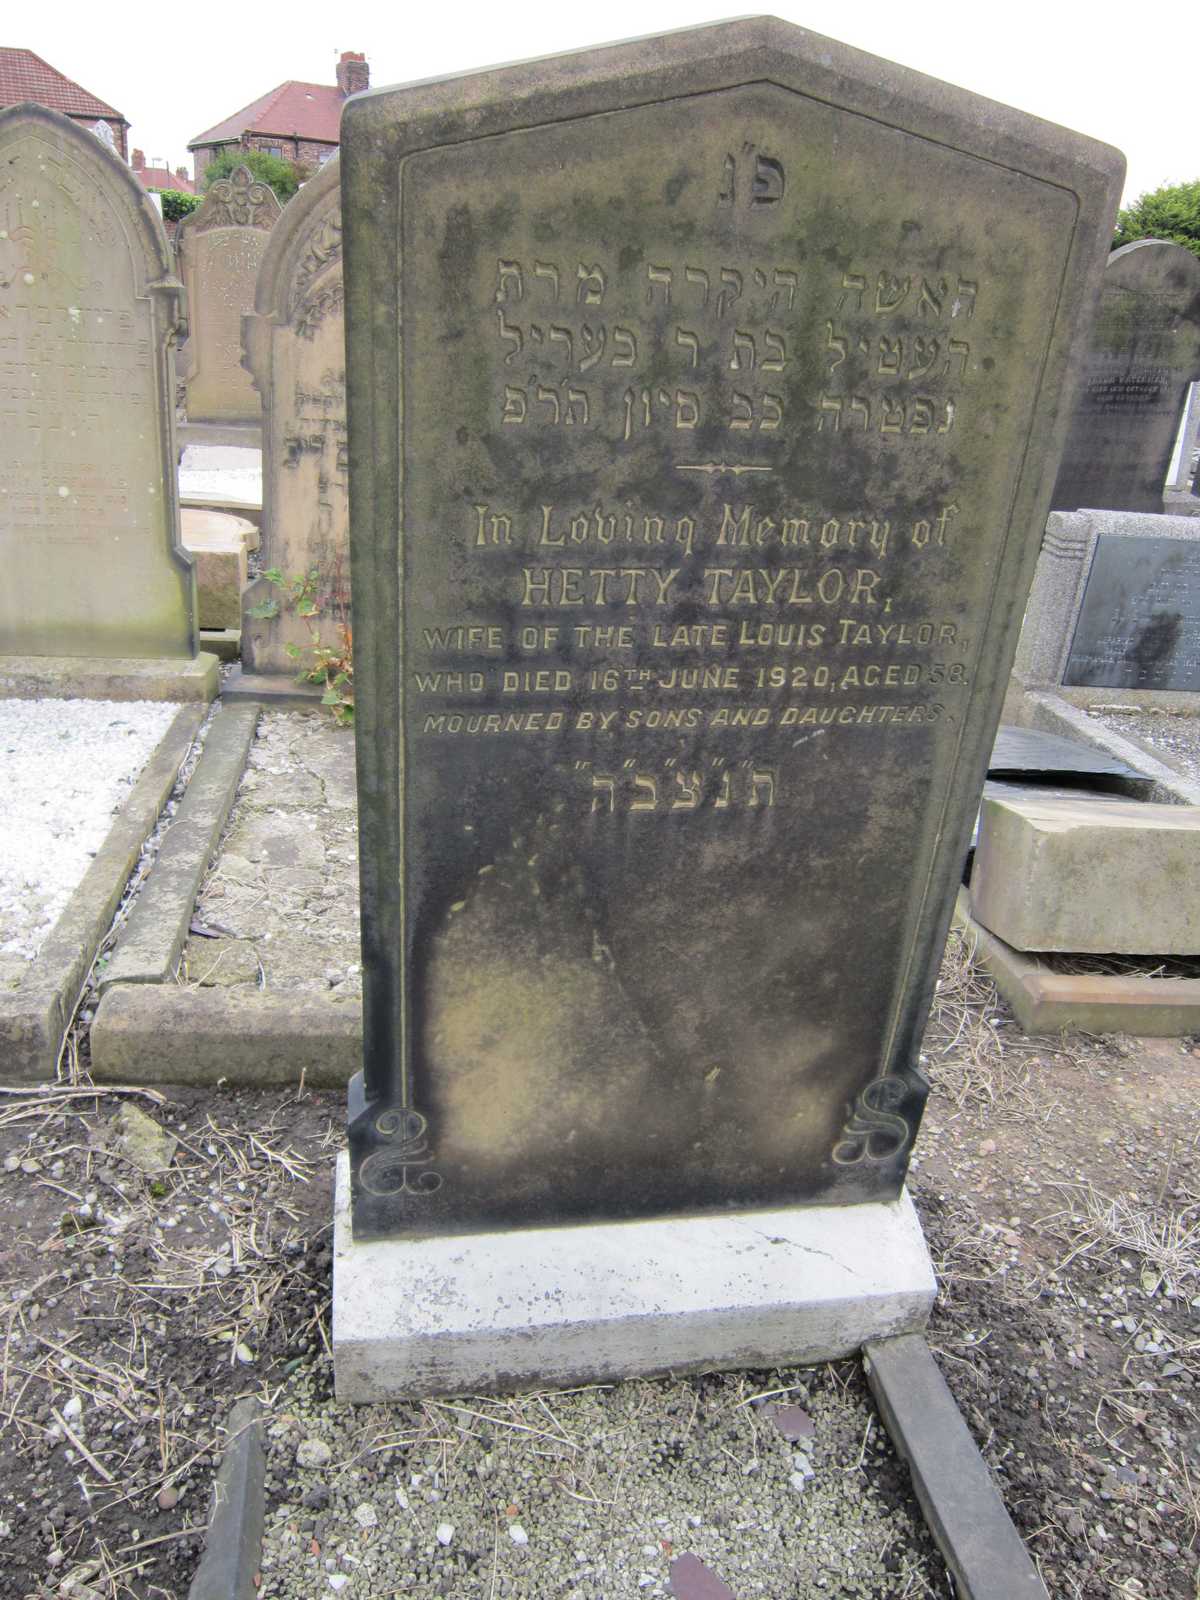 פ"נ
האשה היקרה מרת
העטיל בת ר בעריל
נפטרה כב סיון תר"פ
In Loving Memory of
HETTY TAYLOR,
WIFE OF THE LATE LOUIS TAYLOR,
WHO DIED 16TH JUNE 1920, AGED 58.
MOURNED BY SONS AND DAUGHTERS.
ת"נ"צ"ב"ה"